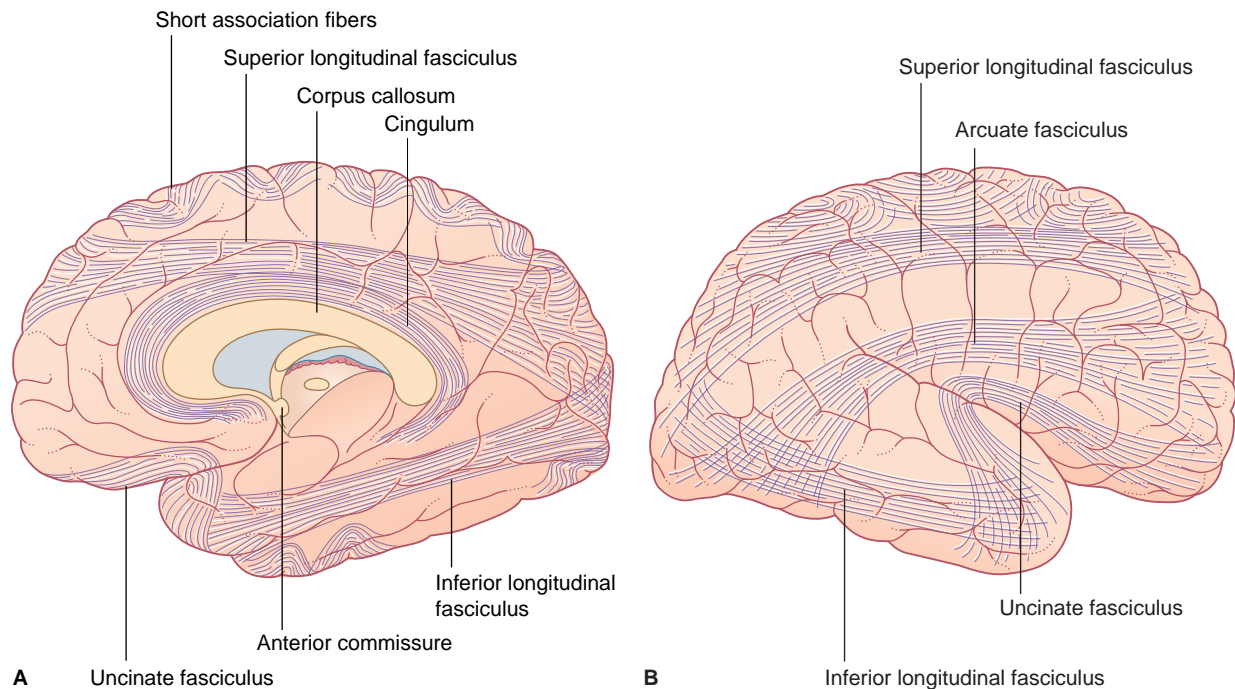 Short association fibers
Superior longitudinal fasciculus
Corpus callosum
Cingulum
Inferior longitudinal
fasciculus
Anterior commissure
A
Uncinate fasciculus
Superior longitudinal fasciculus
Arcuate fasciculus
Uncinate fasciculus
B
Inferior longitudinal fasciculus